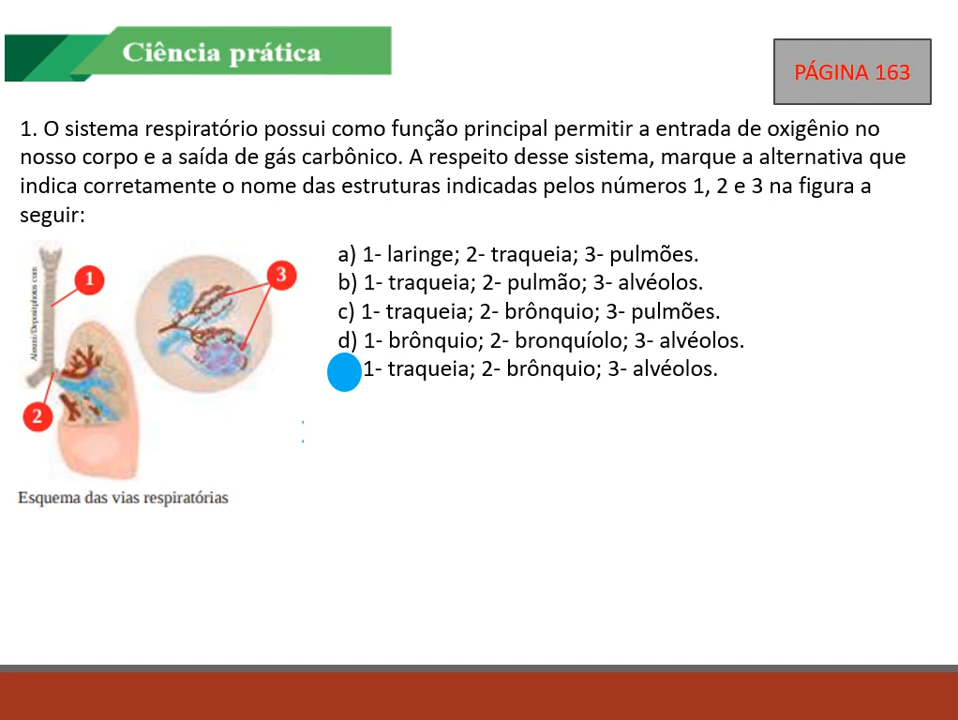 Ciência prática
PÁGINA 163
1. O sistema respiratório possui como função principal permitir a entrada de oxigênio no
nosso corpo e a saída de gás carbônico. A respeito desse sistema, marque a alternativa que
indica corretamente o nome das estruturas indicadas pelos números 1, 2 e 3 na figura a
seguir:
a) 1- laringe; 2- traqueia; 3- pulmões.
b) 1- traqueia; 2- pulmão; 3- alvéolos.
c) 1- traqueia; 2- brônquio; 3- pulmões.
d) 1- brônquio; 2- bronquíolo; 3- alvéolos.
1- traqueia; 2- brônquio; 3- alvéolos.
1
3
2
Esquema das vias respiratórias